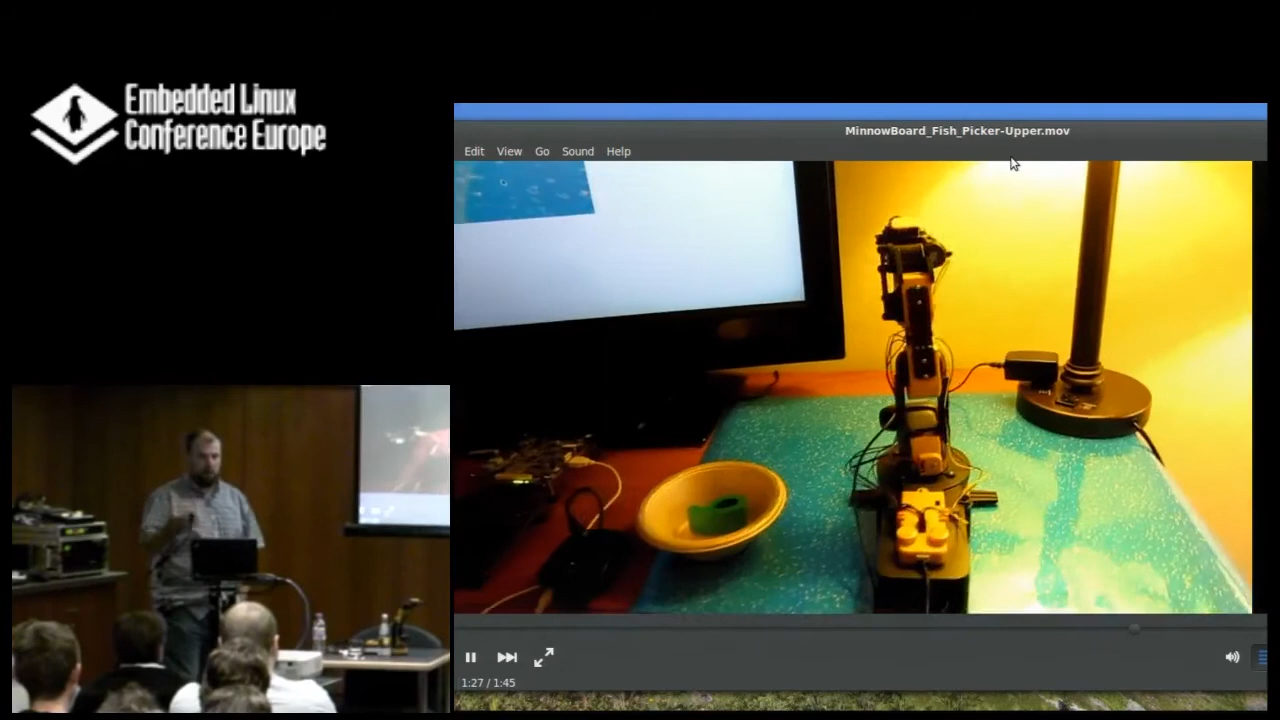 Embedded Linux
Conference Europe
MinnowBoard_Fish_Picker-Upper.mov
Edit View Go Sound Help
1:27 / 1:45